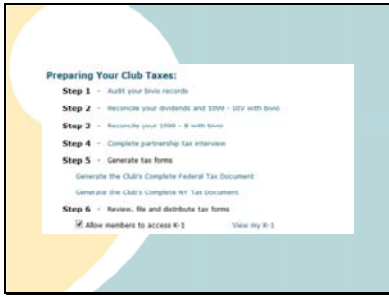 Preparing Your Club Taxes:
Step 1 - Audit your bivio records
Step 2 - Reconcile your dividends and 1099 - DIV with bivio
Step 3 - Reconcile your 1099 - B with bivio
Step 4 - Complete partnership tax interview
Step 5 - Generate tax forms
Generate the Club's Complete Federal Tax Document
Generate the Club's Complete NY Tax Document
Step 6 - Review, file and distribute tax forms
Allow members to access K-1 View my K-1